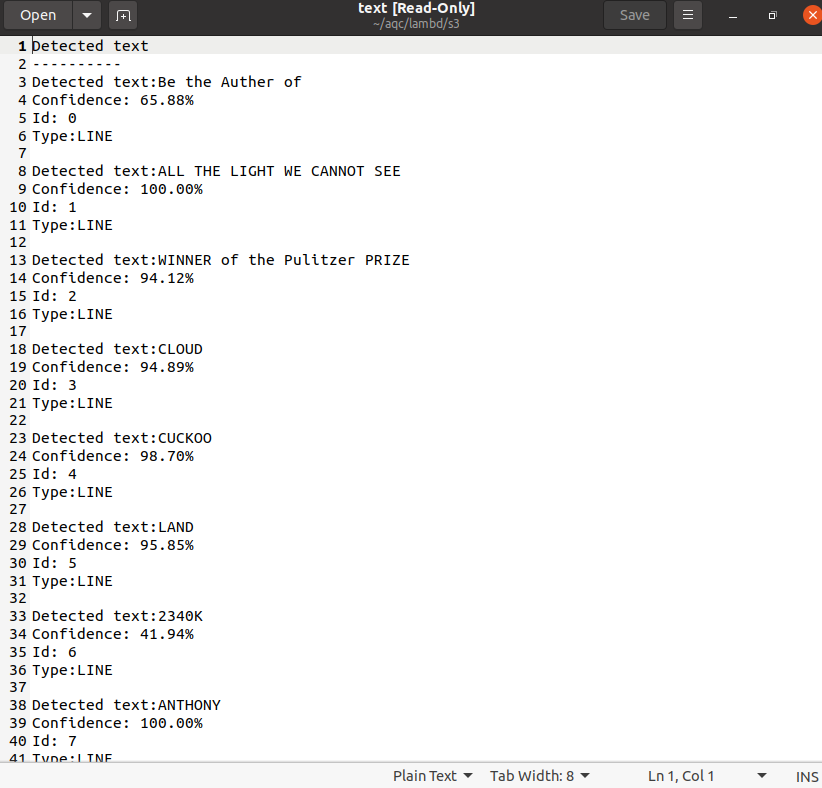 Open
text [Read-Only]
~/aqc/lambd/s3
Save
1 Detected text
2 ----------
3 Detected text:Be the Auther of
4 Confidence: 65.88%
5 Id: 0
6 Type:LINE
7
8 Detected text:ALL THE LIGHT WE CANNOT SEE
9 Confidence: 100.00%
10 Id: 1
11 Type:LINE
12
13 Detected text:WINNER of the Pulitzer PRIZE
14 Confidence: 94.12%
15 Id: 2
16 Type:LINE
17
18 Detected text:CLOUD
19 Confidence: 94.89%
20 Id: 3
21 Type:LINE
22
23 Detected text:CUCKOO
24 Confidence: 98.70%
25 Id: 4
26 Type:LINE
27
28 Detected text:LAND
29 Confidence: 95.85%
30 Id: 5
31 Type:LINE
32
33 Detected text:2340K
34 Confidence: 41.94%
35 Id: 6
36 Type:LINE
37
38 Detected text:ANTHONY
39 Confidence: 100.00%
40 Id: 7
41 Type:LINE
Plain Text Tab Width: 8 Ln 1, Col 1 INS